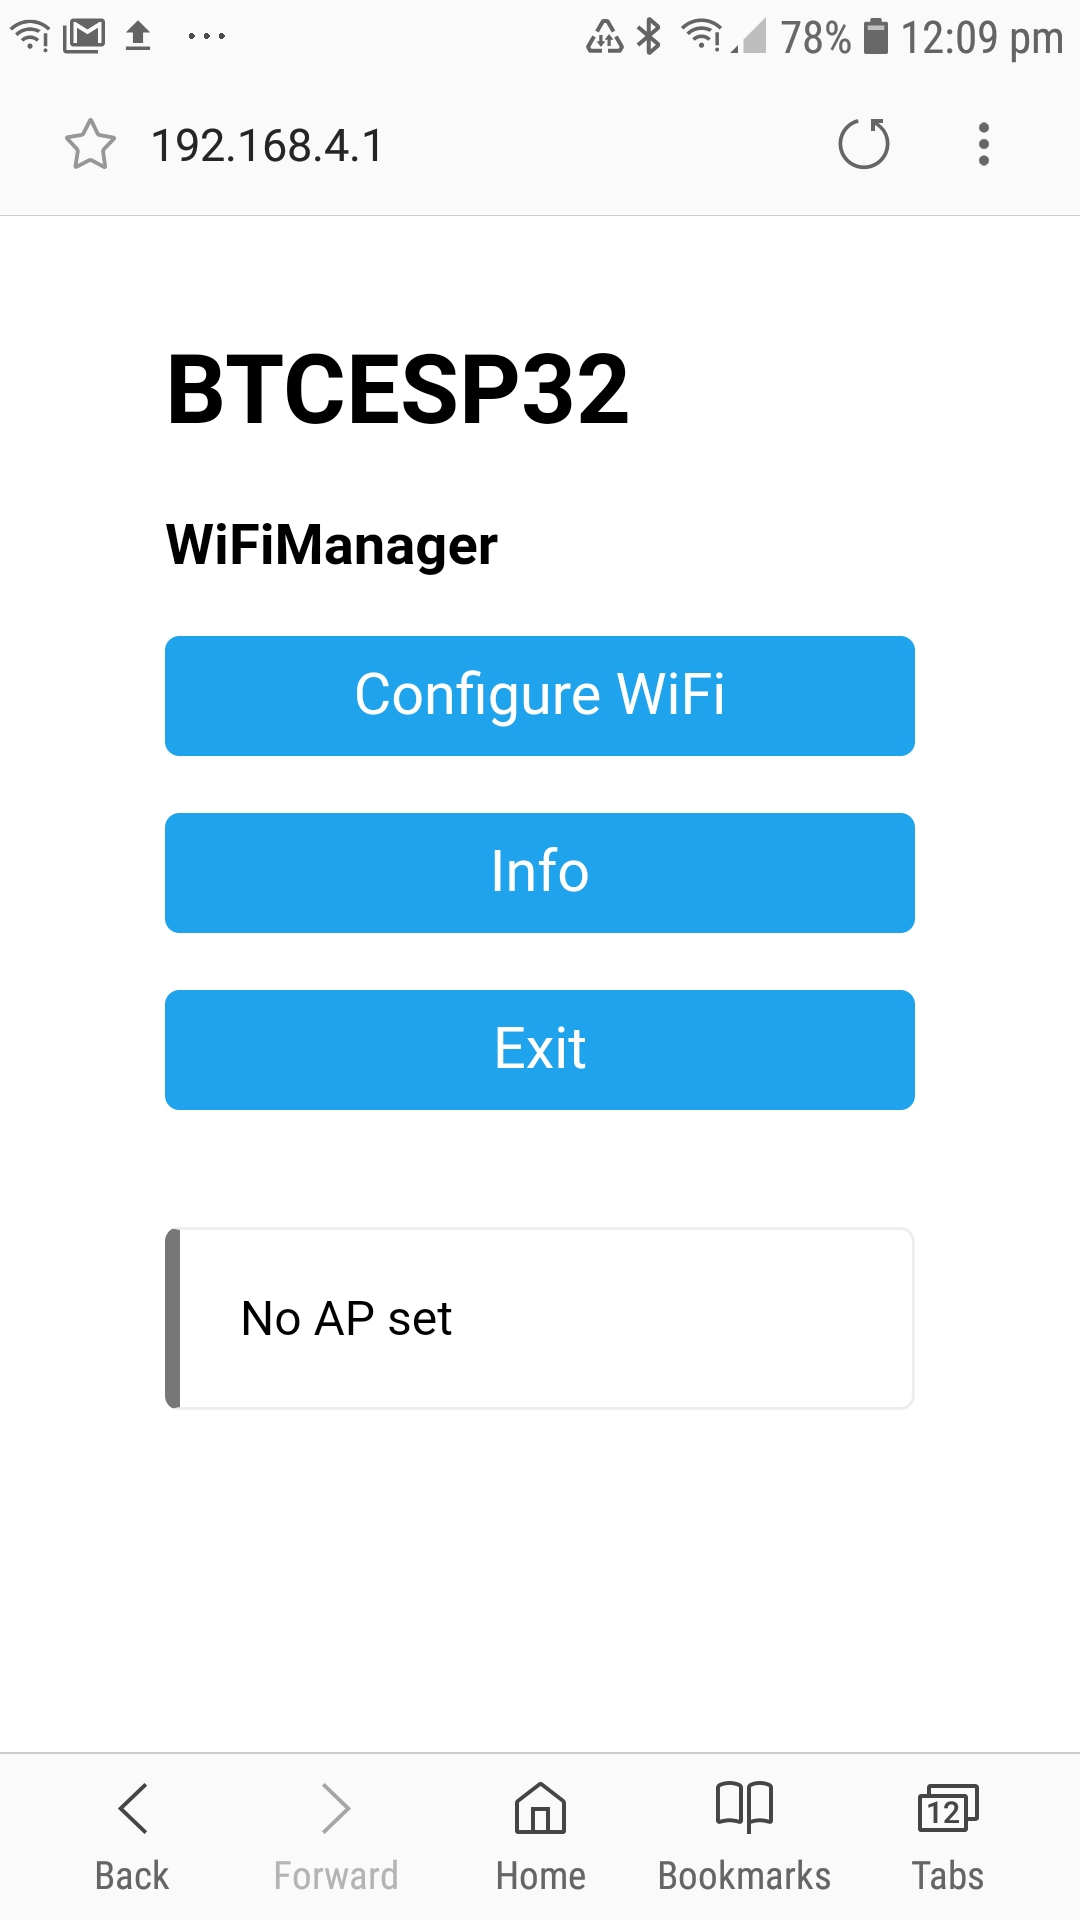 78% 12:09 pm
192.168.4.1
BTCESP32
WiFiManager
Configure WiFi
Info
Exit
No AP set
12
Back Forward Home Bookmarks Tabs